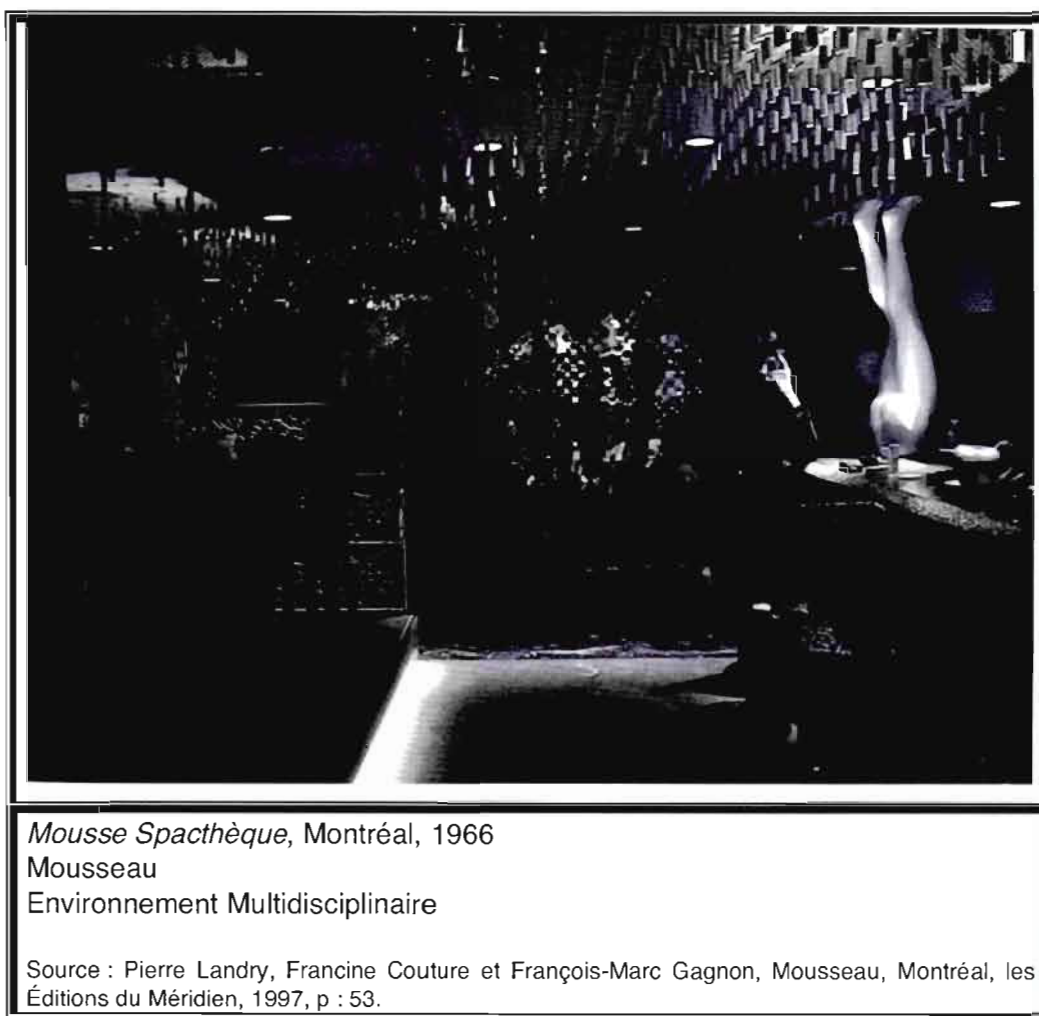 Mousse Spacthèque, Montréal, 1966
Mousseau
Environnement Multidisciplinaire
Source : Pierre Landry, Francine Couture et François-Marc Gagnon, Mousseau, Montréal, les
Éditions du Méridien, 1997, p : 53.